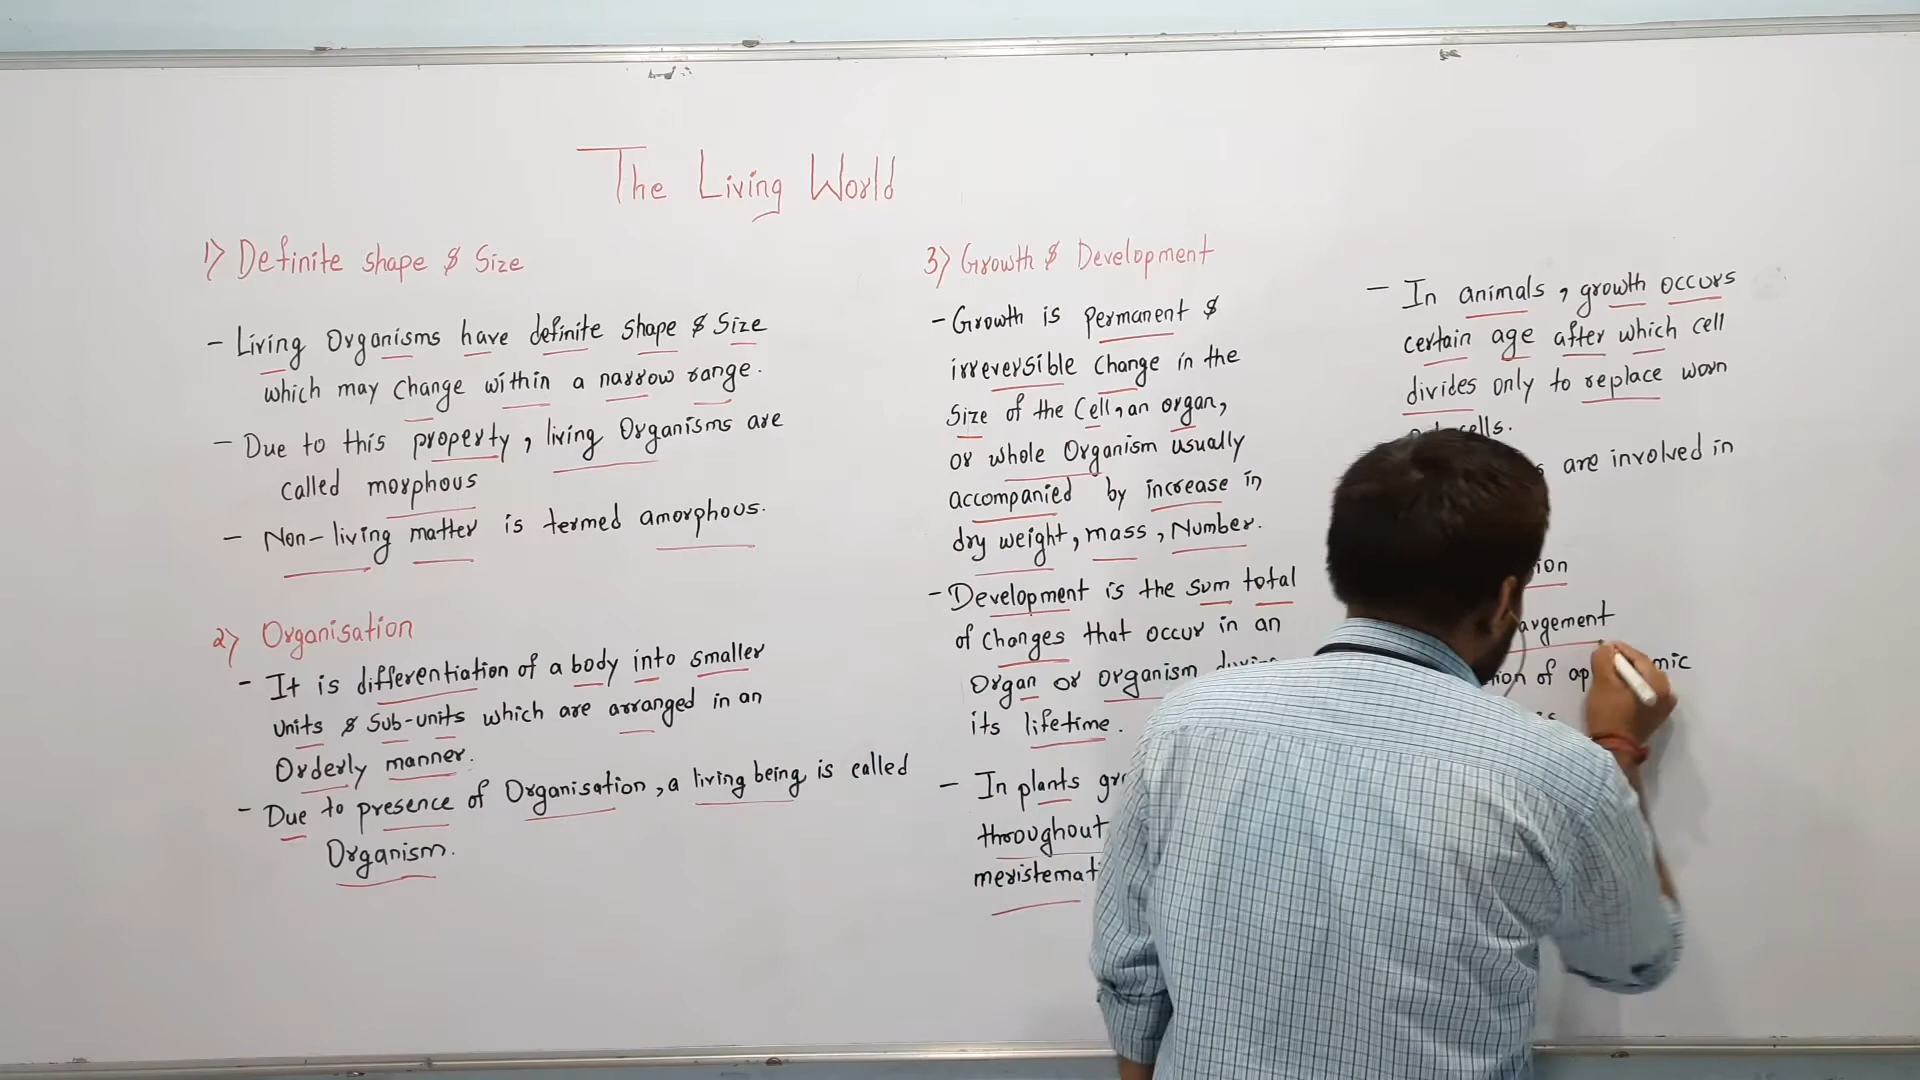 The Living World
1) Definite shape & Size
- Living Organisms have definite shape & Size
which may change within a narrow range.
- Due to this property, living Organisms are
called morphous
- Non-living matter is termed amorphous.
2) Organisation
- It is differentiation of a body into smaller
units & Sub-units which are arranged in an
Orderly manner.
- Due to presence of Organisation, a living being is called
Organism.
3) Growth & Development
- Growth is permanent &
irreversible change in the
Size of the Cell, an organ,
or whole Organism usually
accompanied by increase in
dry weight, mass, Number.
- Development is the sum total
of changes that occur in an
Organ or organism
its lifetime.
- In plants
throughout
- In animals, growth occurs
certain age after which cell
divides only to replace worn
cells.
are involved in
of